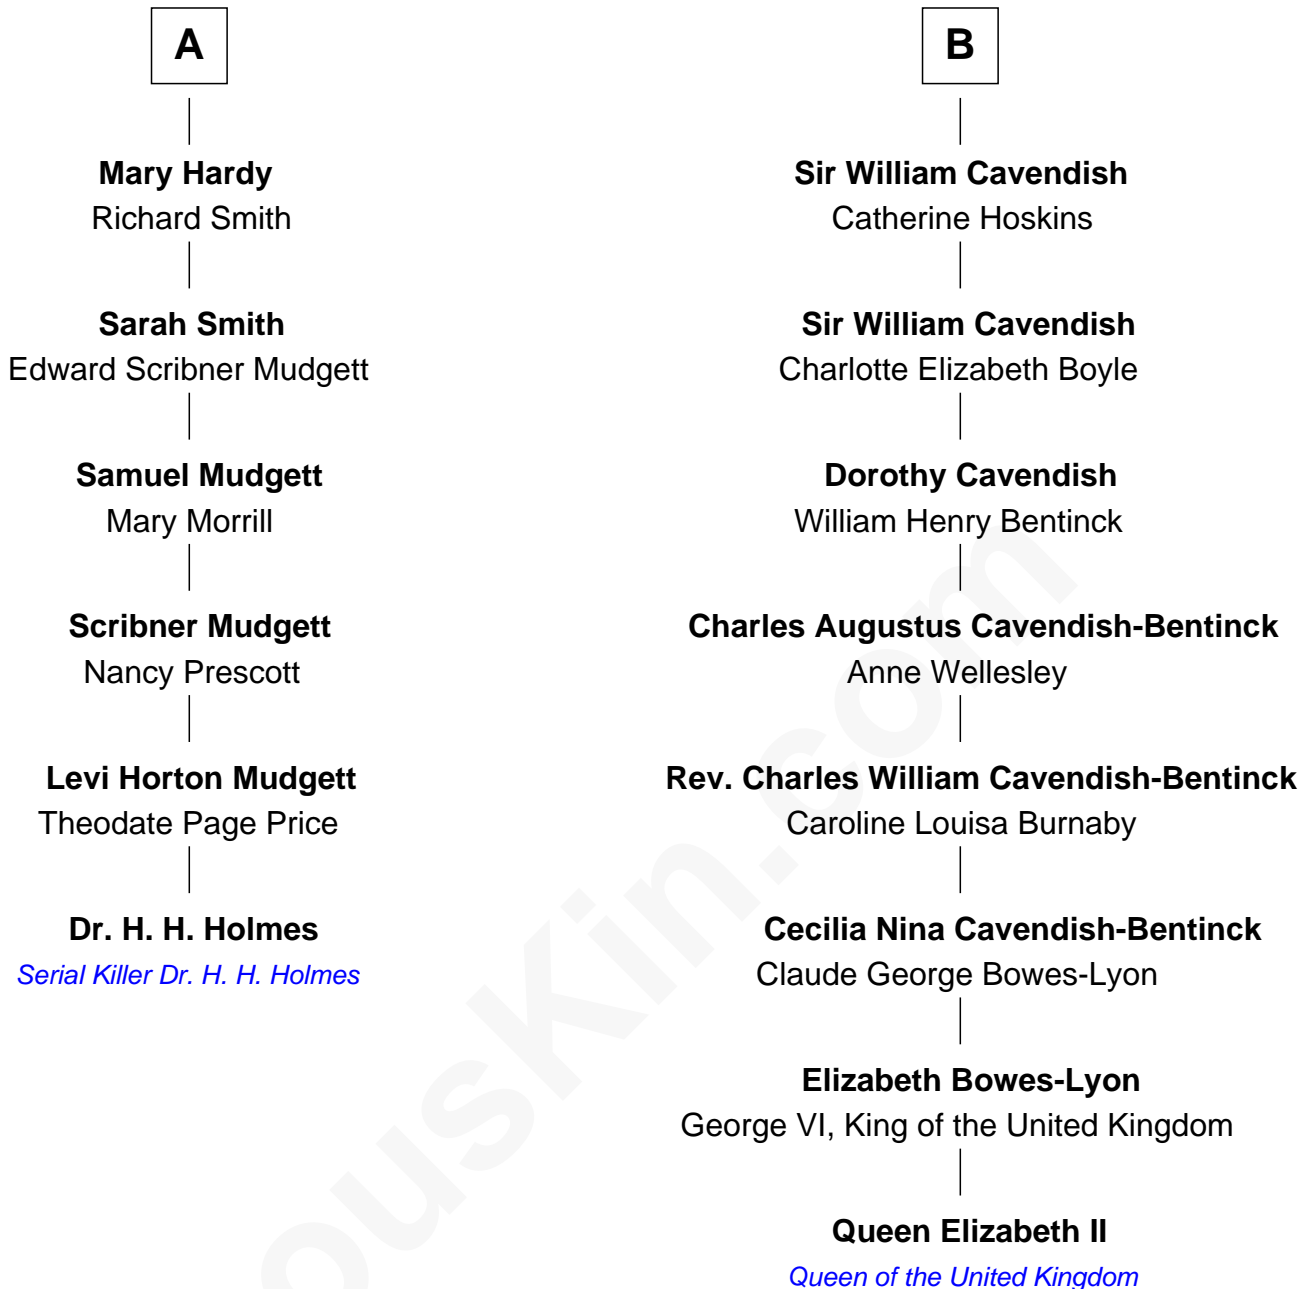 A
Mary Hardy
Richard Smith
Sarah Smith
Edward Scribner Mudgett
Samuel Mudgett
Mary Morrill
Scribner Mudgett
Nancy Prescott
Levi Horton Mudgett
Theodate Page Price
Dr. H. H. Holmes
Serial Killer Dr. H. H. Holmes
B
Sir William Cavendish
Catherine Hoskins
Sir William Cavendish
Charlotte Elizabeth Boyle
Dorothy Cavendish
William Henry Bentinck
Charles Augustus Cavendish-Bentinck
Anne Wellesley
Rev. Charles William Cavendish-Bentinck
Caroline Louisa Burnaby
Cecilia Nina Cavendish-Bentinck
Claude George Bowes-Lyon
Elizabeth Bowes-Lyon
George VI, King of the United Kingdom
Queen Elizabeth II
Queen of the United Kingdom
ousKin.com